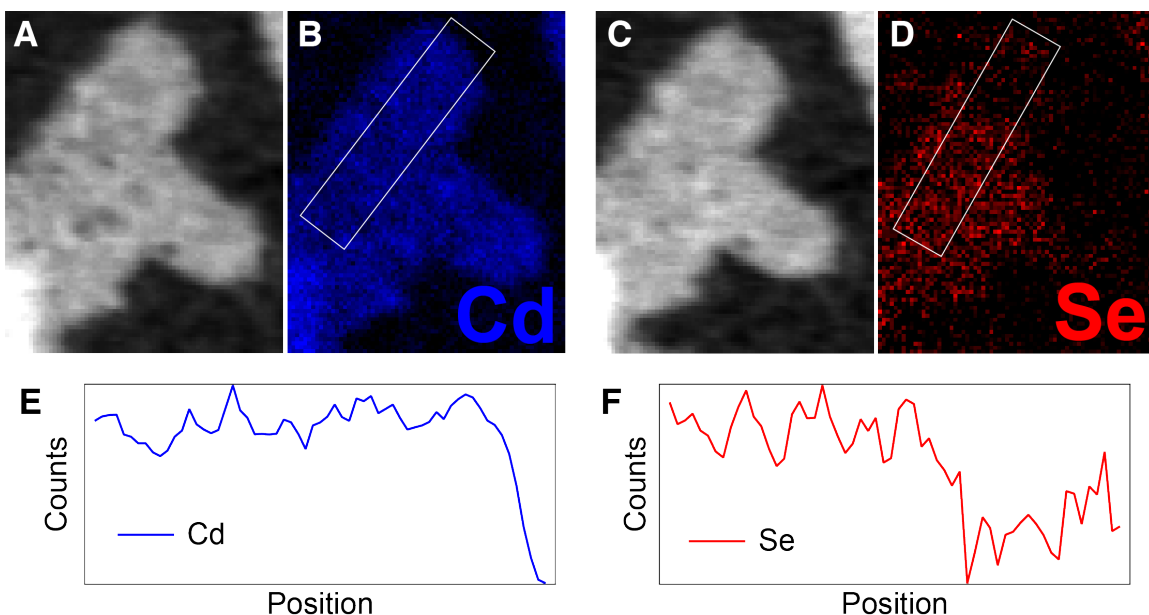 A
B
Cd
C
D
Se
E
Counts
Cd
Position
F
Counts
Se
Position